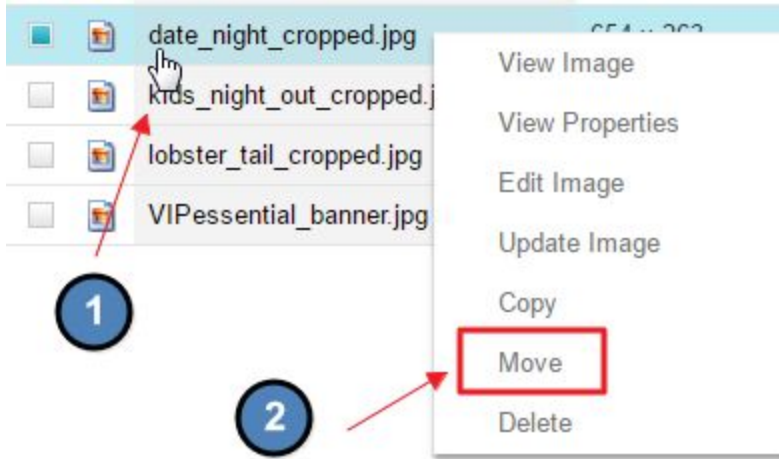 date_night_cropped.jpg
kids_night_out_cropped.j
lobster_tail_cropped.jpg
VIPessential_banner.jpg
View Image
View Properties
Edit Image
Update Image
Copy
Move
Delete
1
2